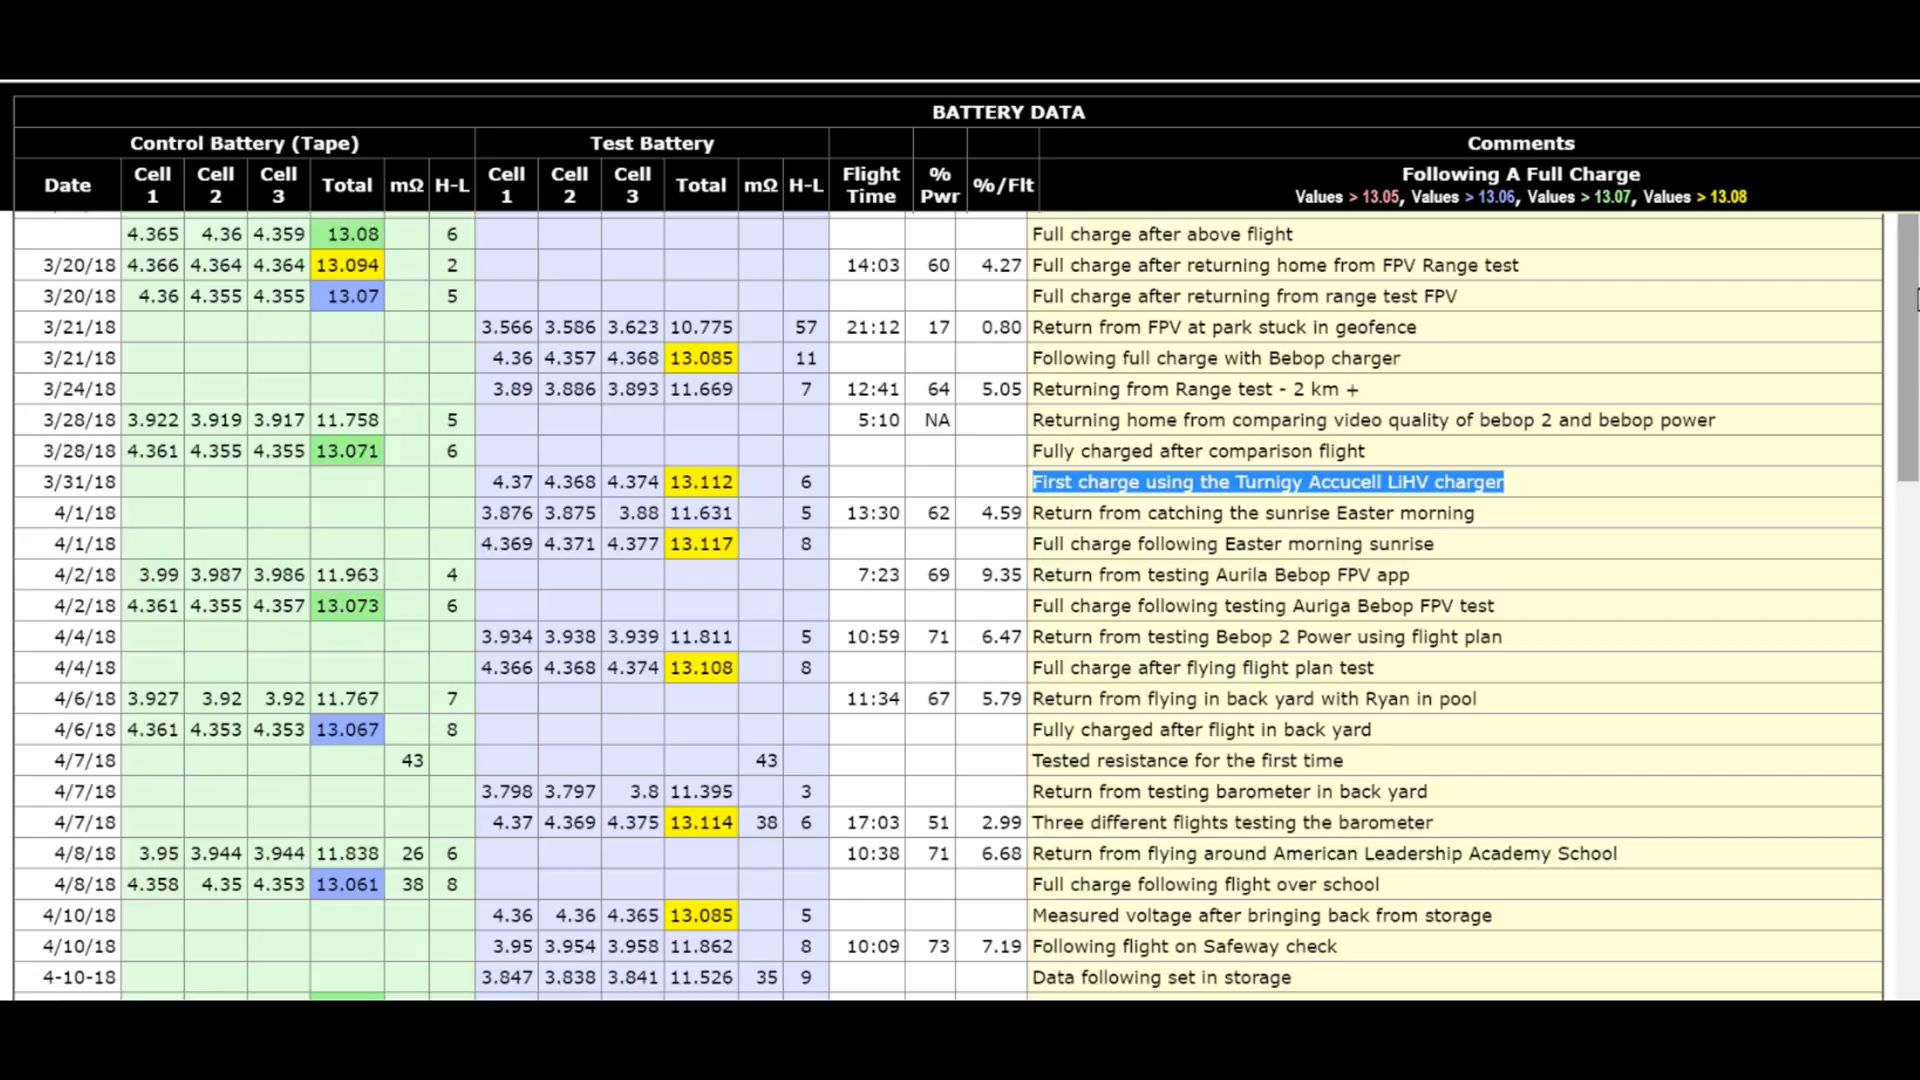 BATTERY DATA
Control Battery (Tape) Test Battery Comments
Date Cell 1 Cell 2 Cell 3 Total mΩ H-L Cell 1 Cell 2 Cell 3 Total mΩ H-L Flight Time % Pwr %/Flt Following A Full Charge
Values > 13.05, Values > 13.06, Values > 13.07, Values > 13.08
4.365 4.36 4.359 13.08 6 Full charge after above flight
3/20/18 4.366 4.364 4.364 13.094 2 14:03 60 4.27 Full charge after returning home from FPV Range test
3/20/18 4.36 4.355 4.355 13.07 5 Full charge after returning from range test FPV
3/21/18 3.566 3.586 3.623 10.775 57 21:12 17 0.80 Return from FPV at park stuck in geofence
3/21/18 4.36 4.357 4.368 13.085 11 Following full charge with Bebop charger
3/24/18 3.89 3.886 3.893 11.669 7 12:41 64 5.05 Returning from Range test - 2 km +
3/28/18 3.922 3.919 3.917 11.758 5 5:10 NA Returning home from comparing video quality of bebop 2 and bebop power
3/28/18 4.361 4.355 4.355 13.071 6 Fully charged after comparison flight
3/31/18 4.37 4.368 4.374 13.112 6 First charge using the Turnigy Accucell LiHV charger
4/1/18 3.876 3.875 3.88 11.631 5 13:30 62 4.59 Return from catching the sunrise Easter morning
4/1/18 4.369 4.371 4.377 13.117 8 Full charge following Easter morning sunrise
4/2/18 3.99 3.987 3.986 11.963 4 7:23 69 9.35 Return from testing Aurila Bebop FPV app
4/2/18 4.361 4.355 4.357 13.073 6 Full charge following testing Auriga Bebop FPV test
4/4/18 3.934 3.938 3.939 11.811 5 10:59 71 6.47 Return from testing Bebop 2 Power using flight plan
4/4/18 4.366 4.368 4.374 13.108 8 Full charge after flying flight plan test
4/6/18 3.927 3.92 3.92 11.767 7 11:34 67 5.79 Return from flying in back yard with Ryan in pool
4/6/18 4.361 4.353 4.353 13.067 8 Fully charged after flight in back yard
4/7/18 43 43 Tested resistance for the first time
4/7/18 3.798 3.797 3.8 11.395 3 Return from testing barometer in back yard
4/7/18 4.37 4.369 4.375 13.114 38 6 17:03 51 2.99 Three different flights testing the barometer
4/8/18 3.95 3.944 3.944 11.838 26 6 10:38 71 6.68 Return from flying around American Leadership Academy School
4/8/18 4.358 4.35 4.353 13.061 38 8 Full charge following flight over school
4/10/18 4.36 4.36 4.365 13.085 5 Measured voltage after bringing back from storage
4/10/18 3.95 3.954 3.958 11.862 8 10:09 73 7.19 Following flight on Safeway check
4-10-18 3.847 3.838 3.841 11.526 35 9 Data following set in storage